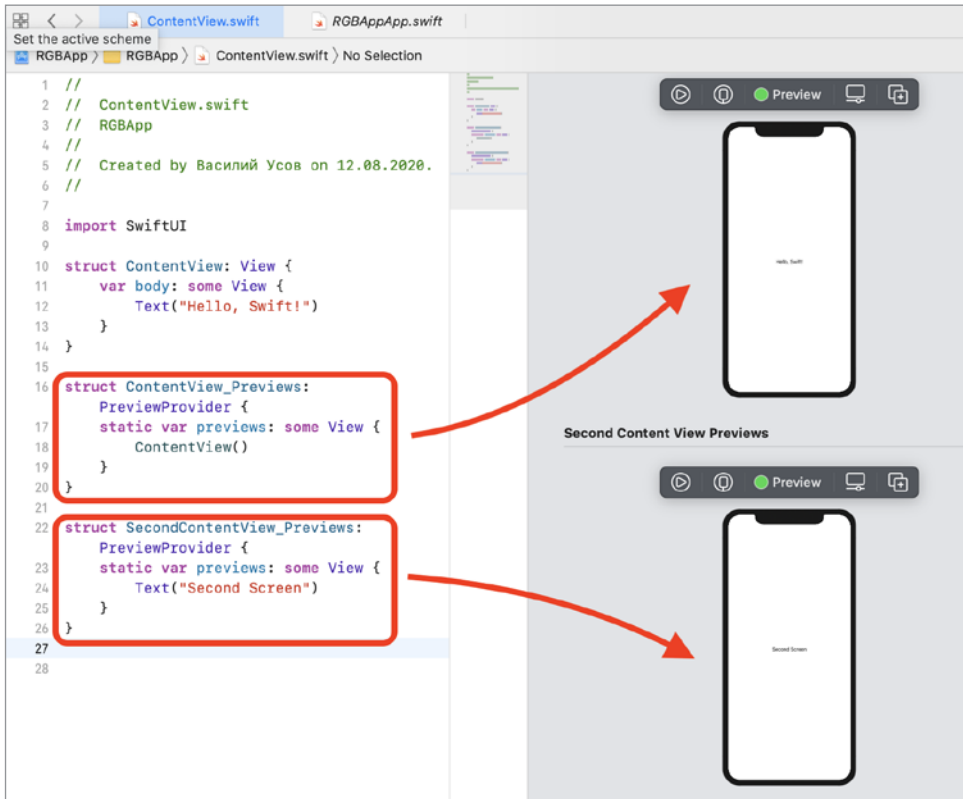 ContentView.swift
RGBAppApp.swift
Set the active scheme
RGBApp 〉 RGBApp 〉 ContentView.swift 〉 No Selection
1 //
2 //  ContentView.swift
3 //  RGBApp
4 //
5 //  Created by Василий Усов on 12.08.2020.
6 //
7
8 import SwiftUI
9
10 struct ContentView: View {
11     var body: some View {
12         Text("Hello, Swift!")
13     }
14 }
15
16 struct ContentView_Previews:
PreviewProvider {
17     static var previews: some View {
18         ContentView()
19     }
20 }
21
22 struct SecondContentView_Previews:
PreviewProvider {
23     static var previews: some View {
24         Text("Second Screen")
25     }
26 }
27
28
Preview
Hello, Swift!
Second Content View Previews
Preview
Second Screen